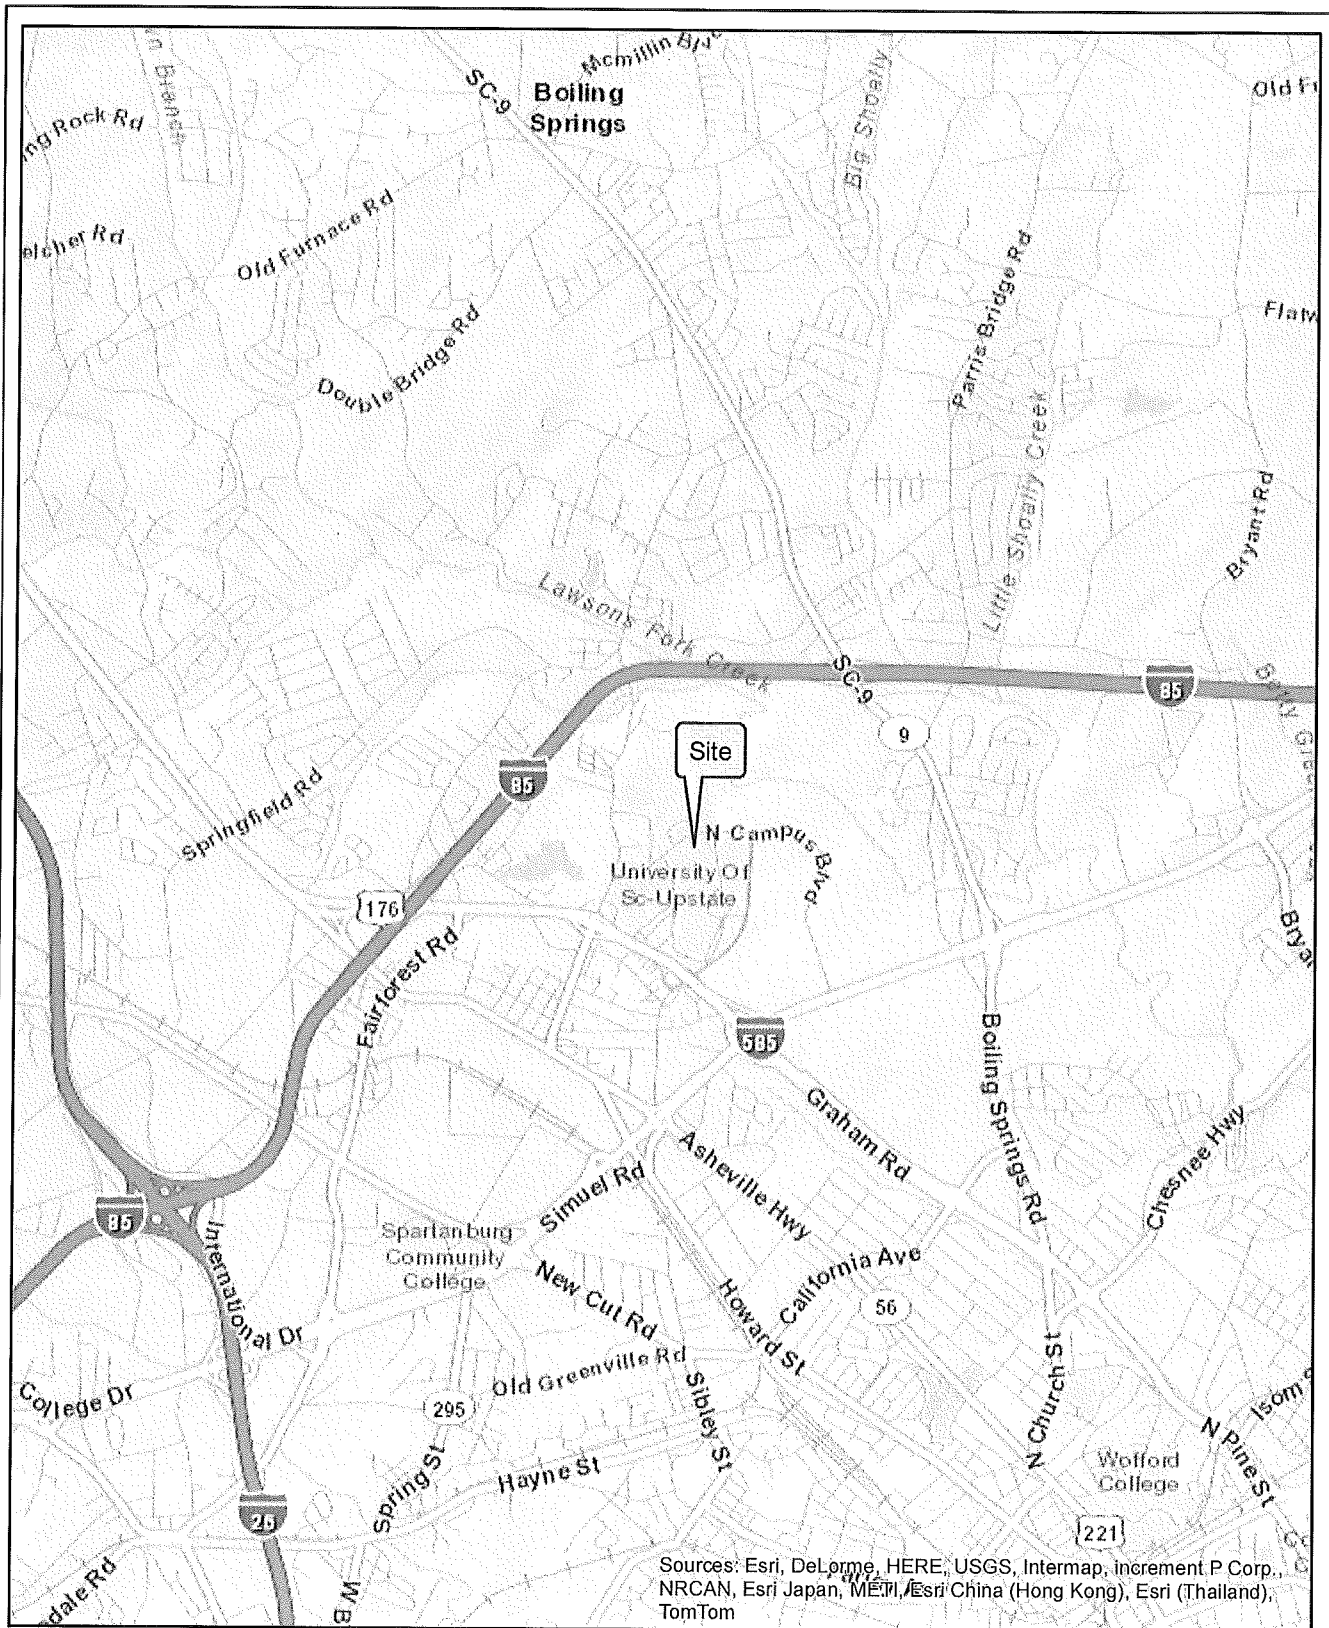 Mcmillin Blvd
SC-9
Boiling
Springs
Big Shoally
Old Fu
n Branch
ng Rock Rd
elcher Rd
Old Furnace Rd
Parris Bridge Rd
Flatw
Double Bridge Rd
Little Shoally Creek
Bryant Rd
Lawson's Fork Creek
SC-9
85
9
Site
85
Springfield Rd
N Campus Blvd
University Of
Sc-Upstate
176
Fairforest Rd
Brya
585
Boiling Springs Rd
Graham Rd
Asheville Hwy
Chesnee Hwy
Simuel Rd
85
International Dr
Spartanburg
Community
College
California Ave
New Cut Rd
Howard St
56
Old Greenville Rd
College Dr
295
Sibley St
N Church St
Isom S
N Pine St
Hayne St
Spring St
Wofford
College
26
221
dale Rd
W B
Sources: Esri, DeLorme, HERE, USGS, Intermap, increment P Corp.,
NRCAN, Esri Japan, METI, Esri China (Hong Kong), Esri (Thailand),
TomTom